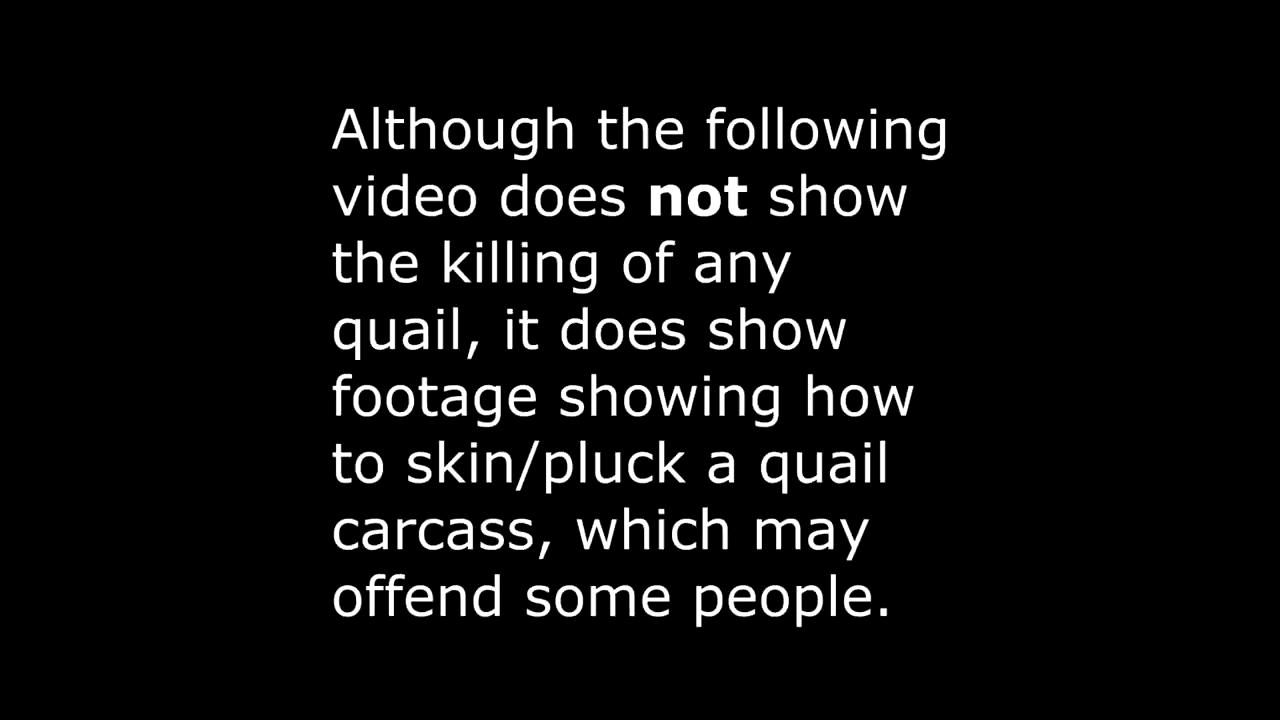 Although the following
video does not show
the killing of any
quail, it does show
footage showing how
to skin/pluck a quail
carcass, which may
offend some people.